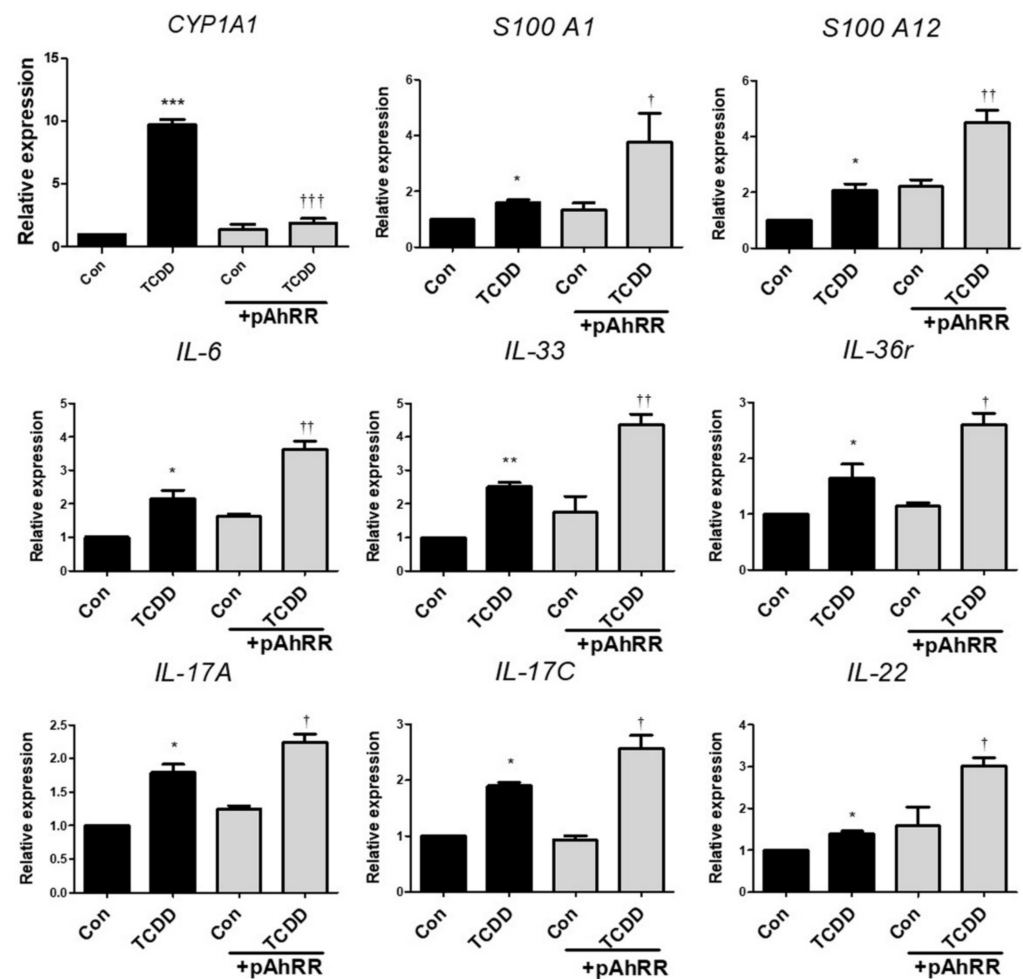 CYP1A1
Relative expression
15
10
5
0
***
†††
Con
TCDD
Con
TCDD
+pAhRR
S100 A1
Relative expression
6
4
2
0
*
†
Con
TCDD
Con
TCDD
+pAhRR
S100 A12
Relative expression
6
4
2
0
*
††
Con
TCDD
Con
TCDD
+pAhRR
IL-6
Relative expression
5
4
3
2
1
0
*
††
Con
TCDD
Con
TCDD
+pAhRR
IL-33
Relative expression
5
4
3
2
1
0
**
††
Con
TCDD
Con
TCDD
+pAhRR
IL-36r
Relative expression
3
2
1
0
*
†
Con
TCDD
Con
TCDD
+pAhRR
IL-17A
Relative expression
2.5
2.0
1.5
1.0
0.5
0.0
*
†
Con
TCDD
Con
TCDD
+pAhRR
IL-17C
Relative expression
3
2
1
0
*
†
Con
TCDD
Con
TCDD
+pAhRR
IL-22
Relative expression
4
3
2
1
0
*
†
Con
TCDD
Con
TCDD
+pAhRR